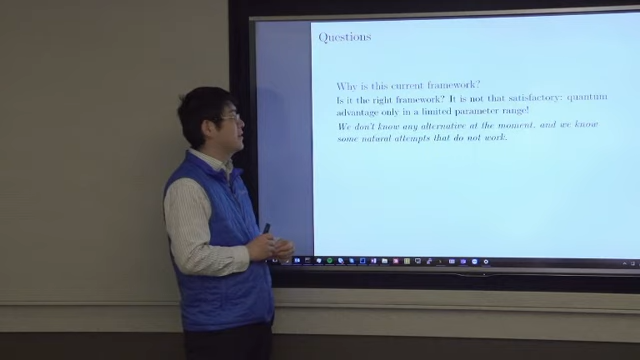 Questions
Why is this current framework?
Is it the right framework? It is not that satisfactory: quantum
advantage only in a limited parameter range!
We don't know any alternative at the moment, and we know
some natural attempts that do not work.